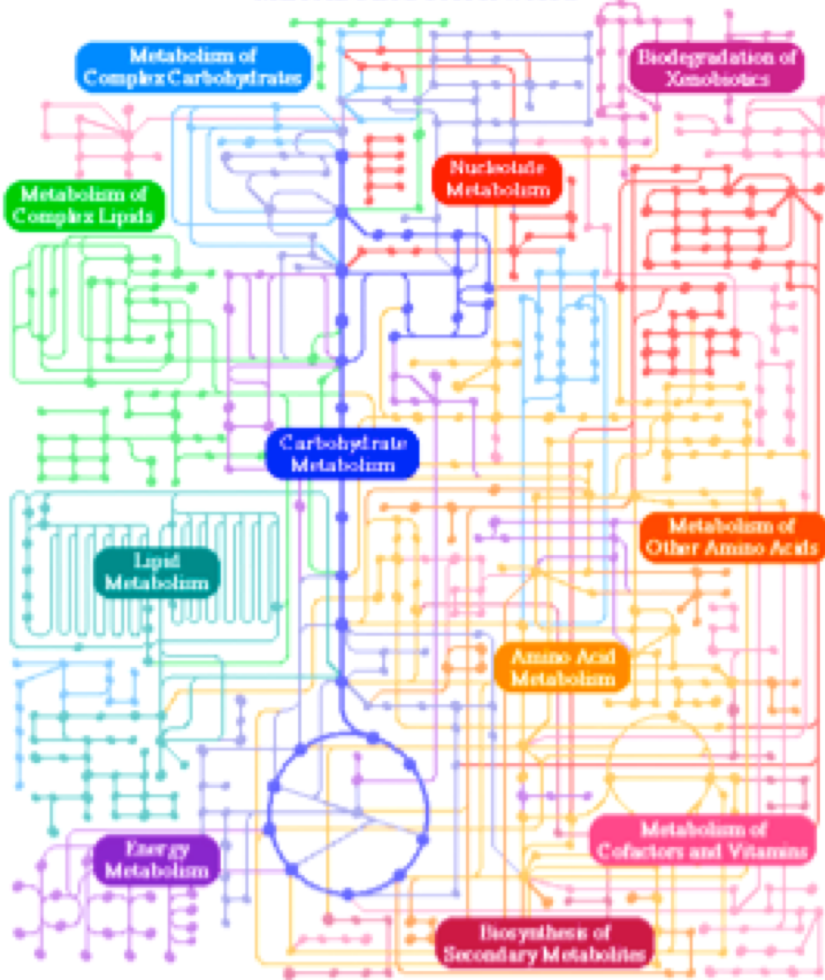 Metabolism of
Complex Carbohydrates
Biodegradation of
Xenobiotics
Nucleotide
Metabolism
Metabolism of
Complex Lipids
Carbohydrate
Metabolism
Metabolism of
Other Amino Acids
Lipid
Metabolism
Amino Acid
Metabolism
Metabolism of
Cofactors and Vitamins
Energy
Metabolism
Biosynthesis of
Secondary Metabolites